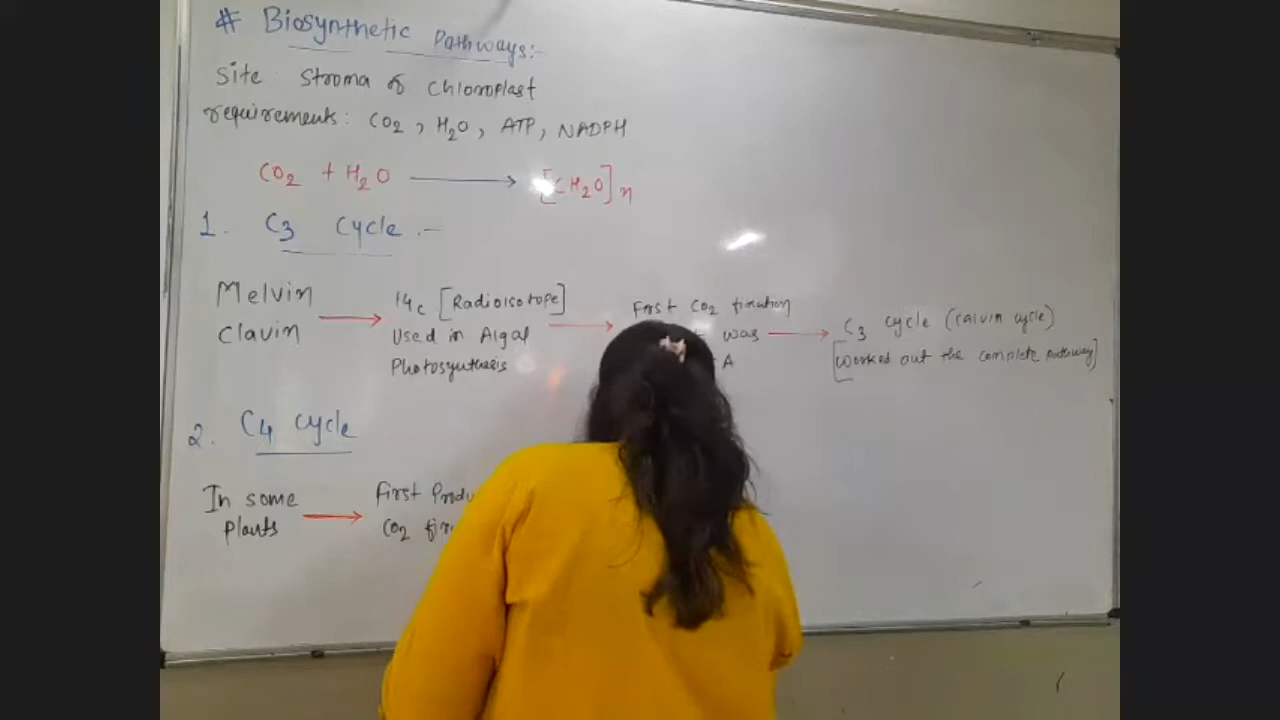 # Biosynthetic Pathways:-
Site Stroma of Chloroplast
requirements: CO2, H2O, ATP, NADPH
CO2 + H2O → [CH2O]n
1. C3 Cycle :-
Melvin → 14c [Radioisotope] → First CO2 fixation → C3 cycle (Calvin cycle)
Clavin Used in Algal was [Worked out the complete pathway]
Photosynthesis A
2. C4 Cycle
In some → First
Plants CO2